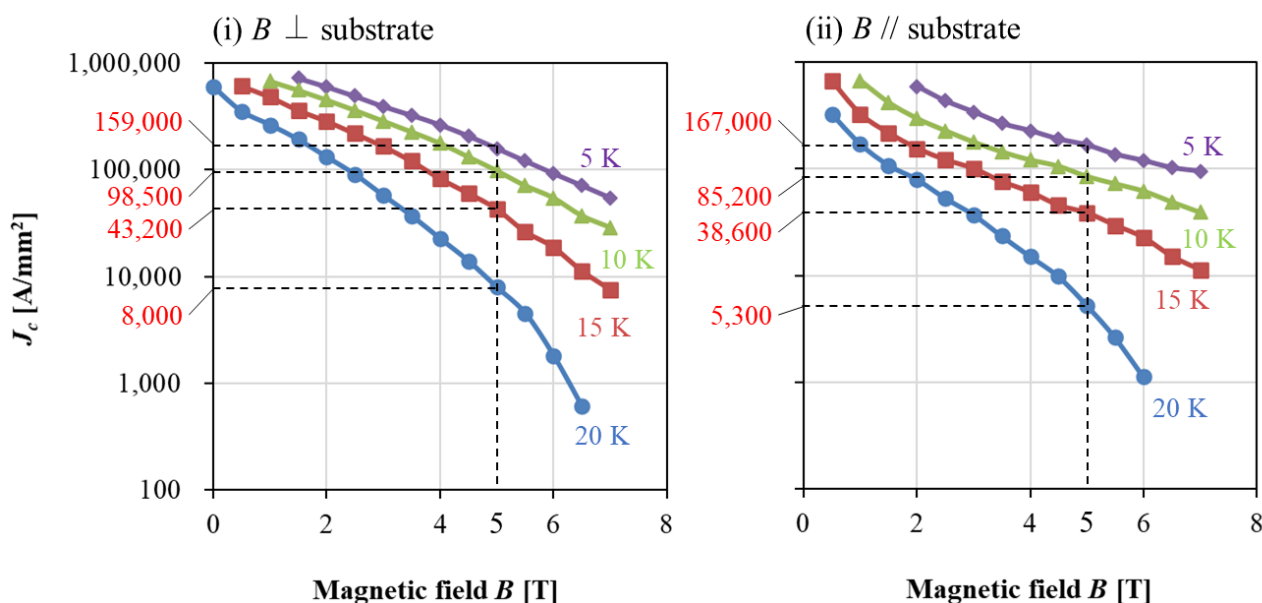 (i) B ⊥ substrate
1,000,000
159,000
100,000
98,500
43,200
10,000
8,000
1,000
100
J_c [A/mm²]
5 K
10 K
15 K
20 K
0 2 4 5 6 8
Magnetic field B [T]
(ii) B // substrate
167,000
85,200
38,600
5,300
5 K
10 K
15 K
20 K
0 2 4 5 6 8
Magnetic field B [T]